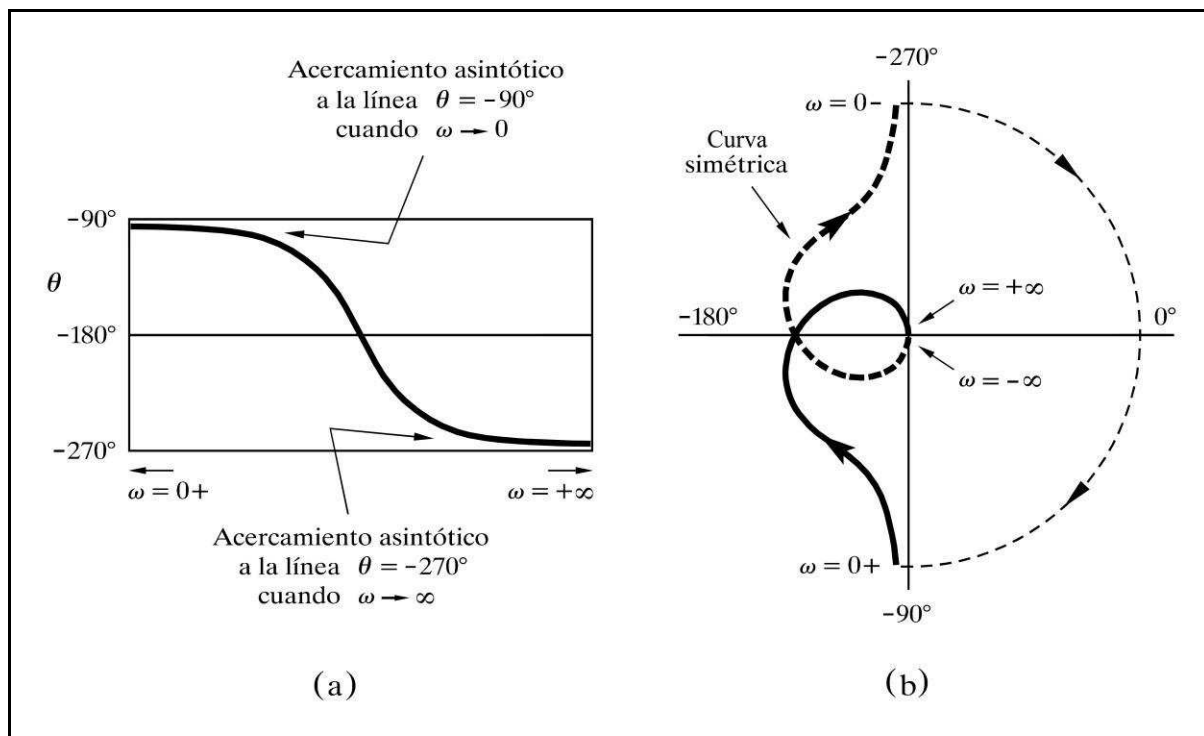 Acercamiento asintótico
a la línea θ = −90°
cuando ω → 0
−90°
θ
−180°
−270°
ω = 0+
ω = +∞
Acercamiento asintótico
a la línea θ = −270°
cuando ω → ∞
(a)
−270°
ω = 0−
Curva
simétrica
ω = +∞
−180°
0°
ω = −∞
ω = 0+
−90°
(b)